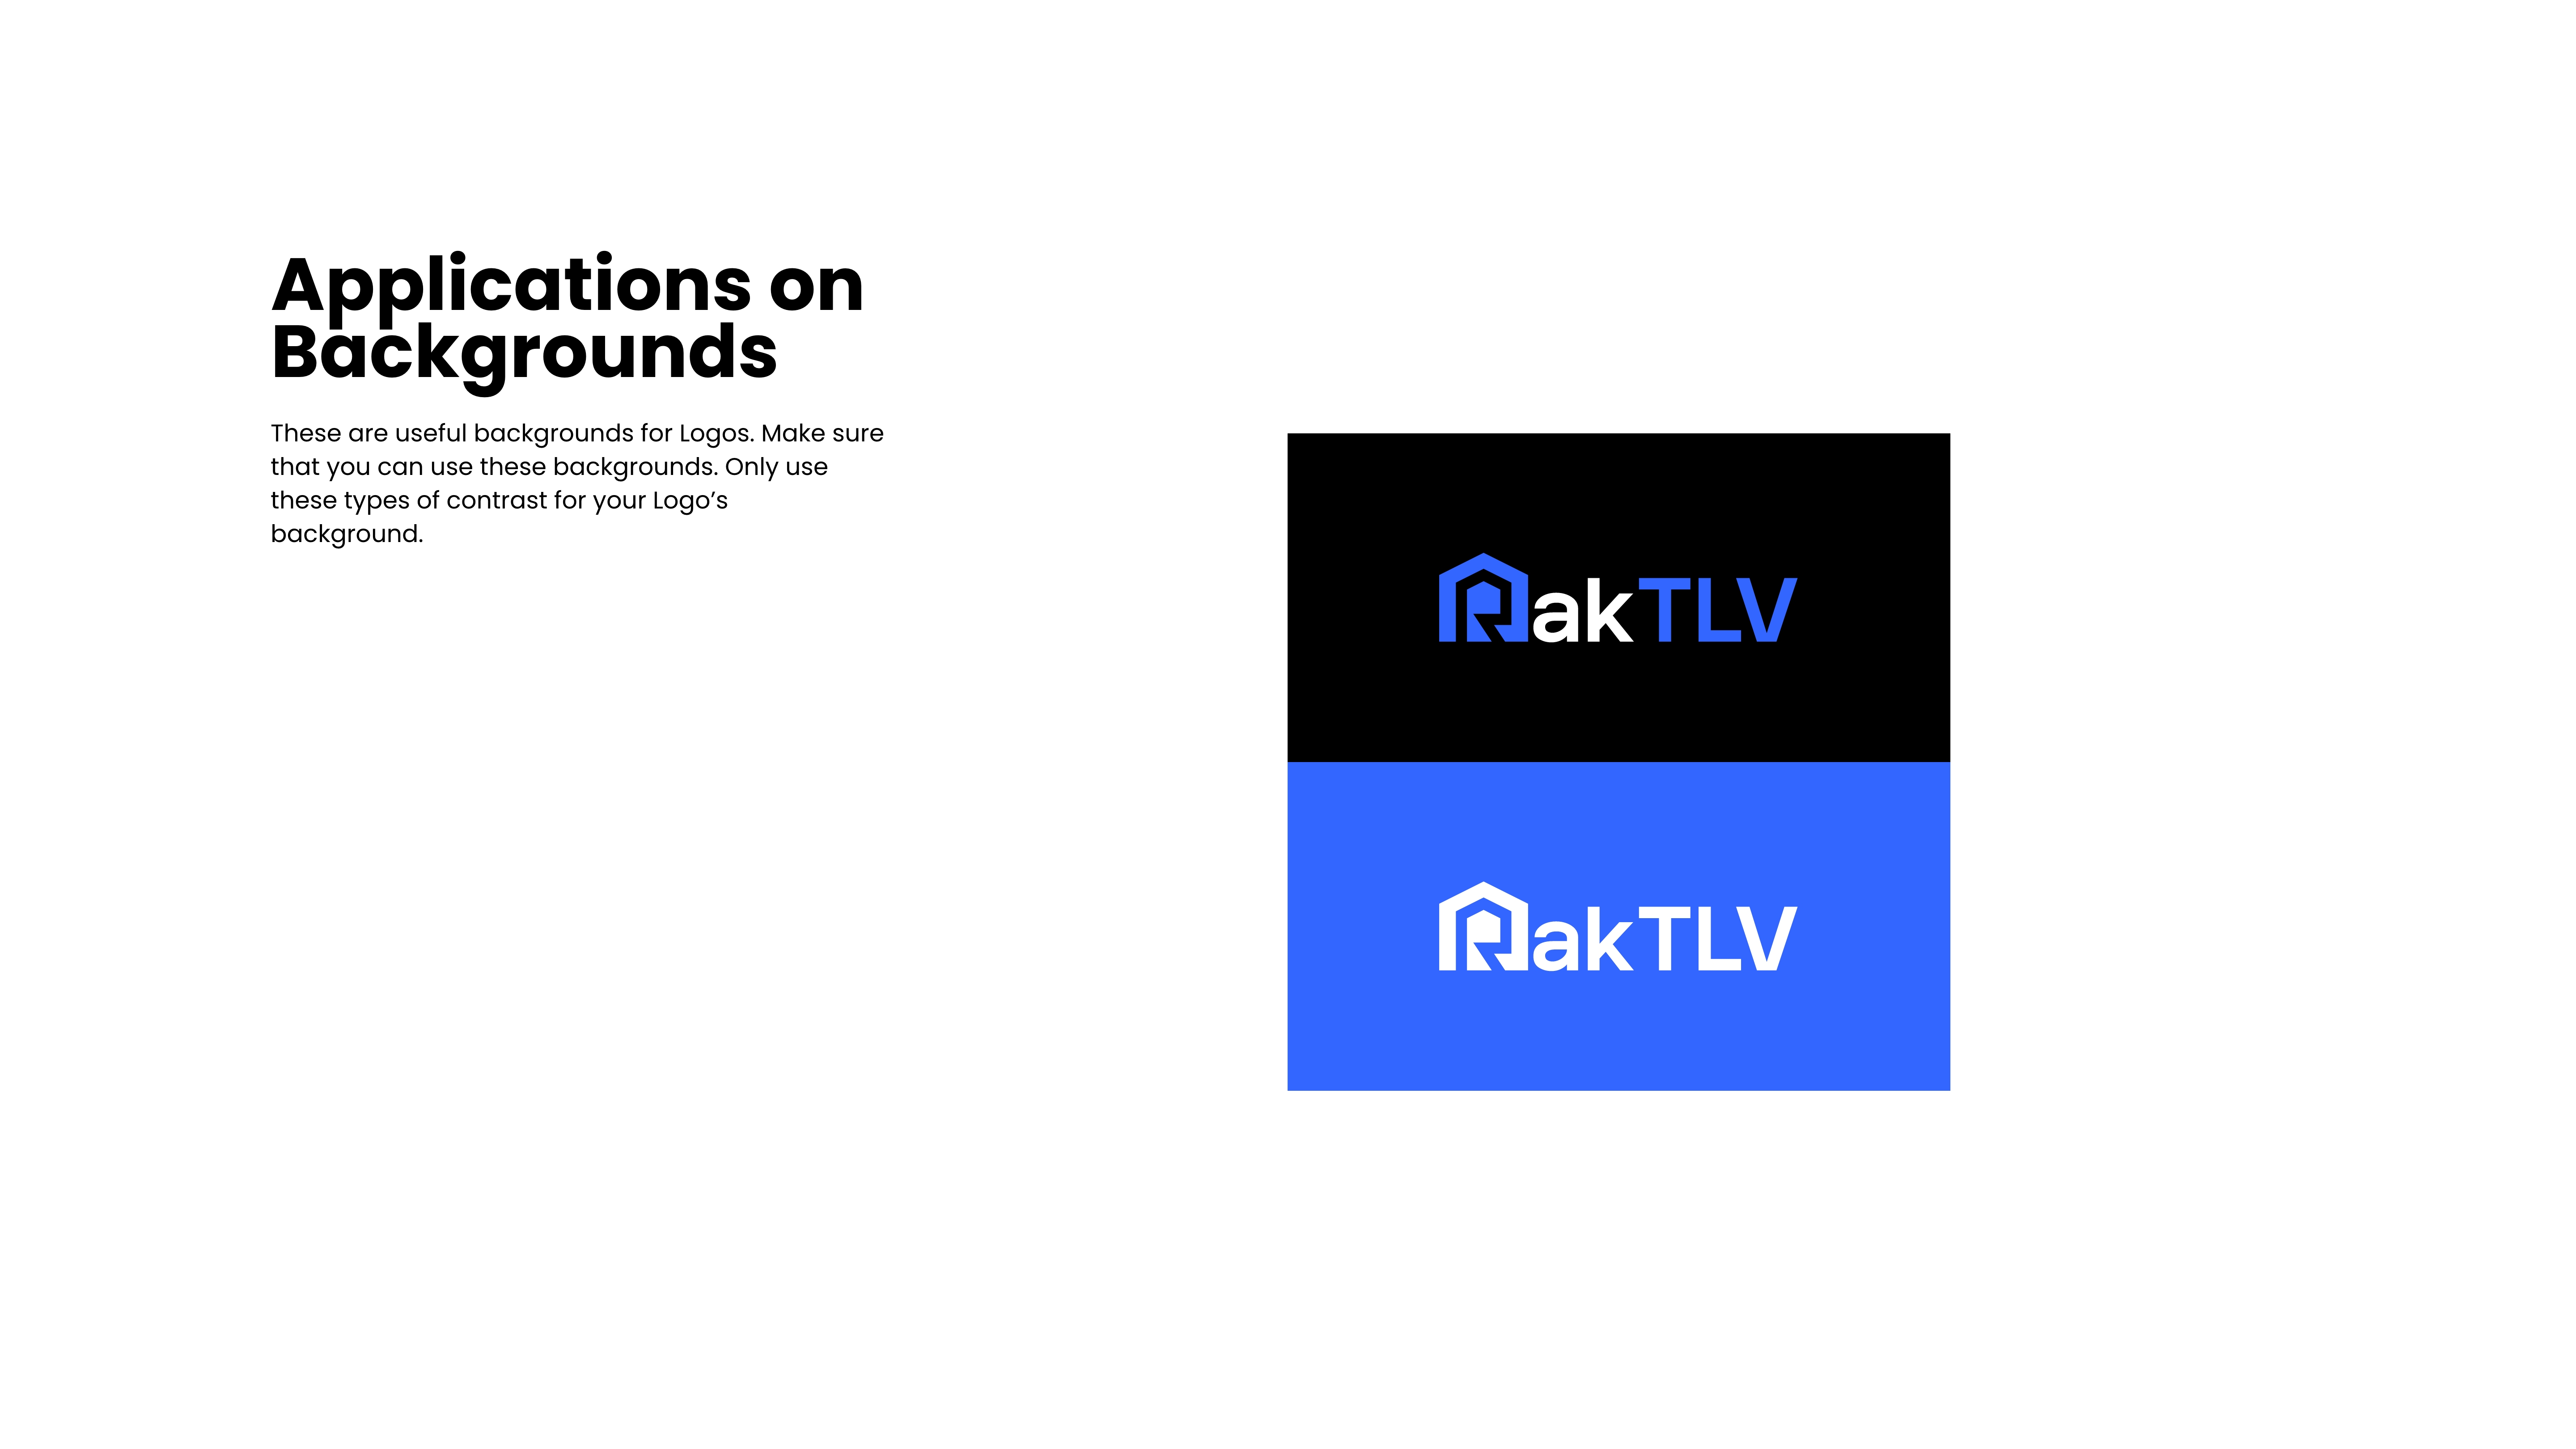 Applications on
Backgrounds
These are useful backgrounds for Logos. Make sure
that you can use these backgrounds. Only use
these types of contrast for your Logo’s
background.
RakTLV
RakTLV